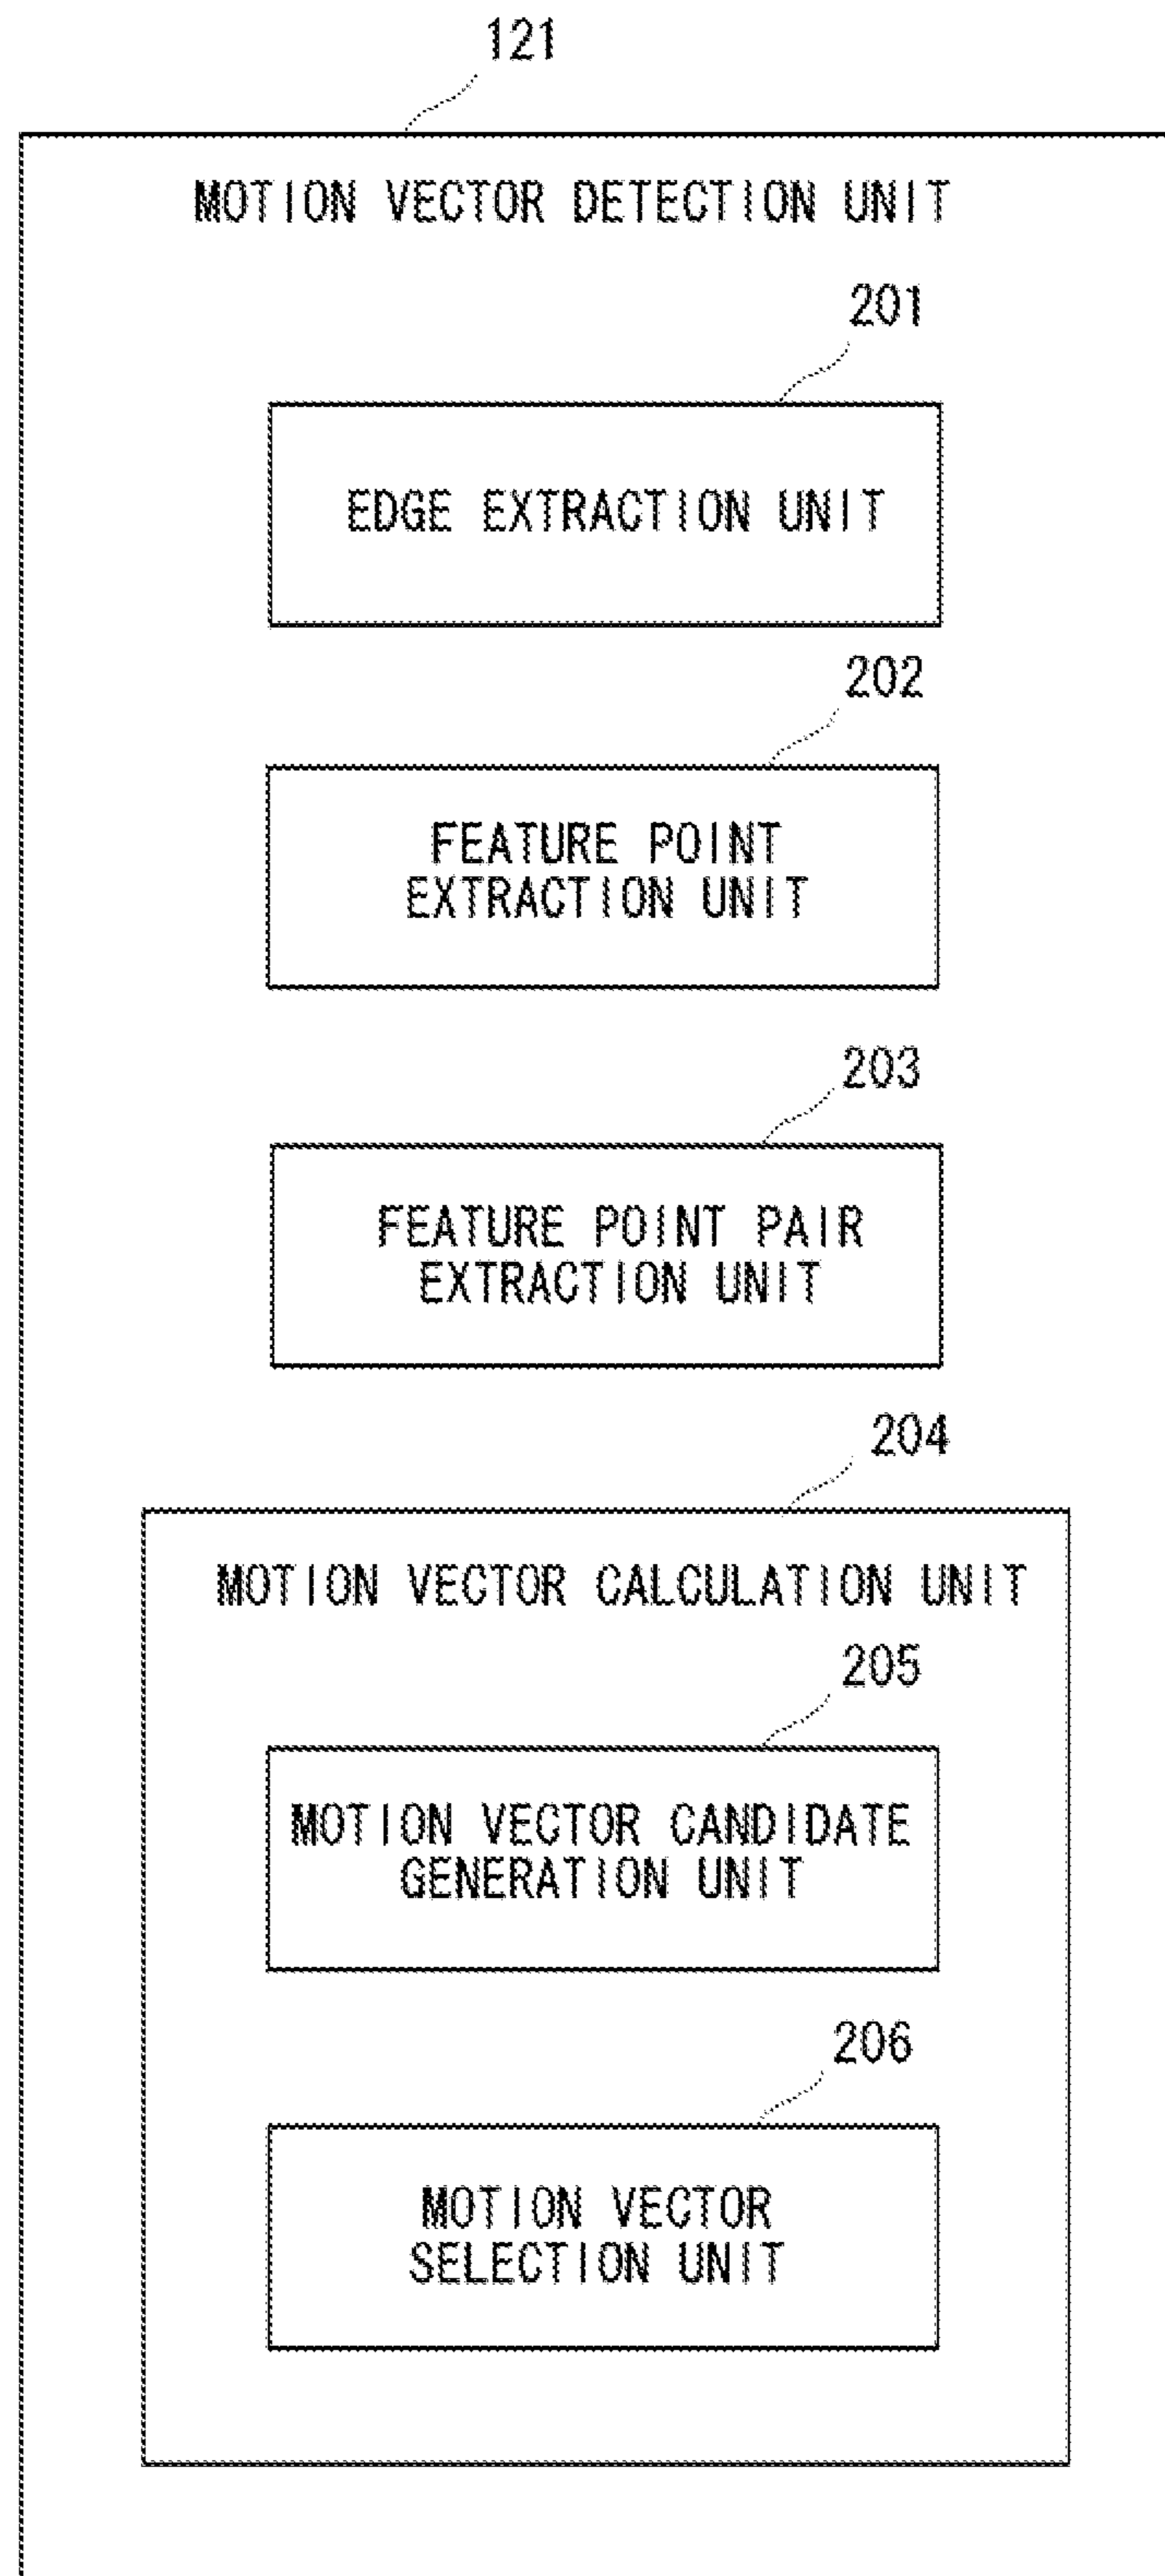 121
MOTION VECTOR DETECTION UNIT
201
EDGE EXTRACTION UNIT
202
FEATURE POINT
EXTRACTION UNIT
203
FEATURE POINT PAIR
EXTRACTION UNIT
204
MOTION VECTOR CALCULATION UNIT
205
MOTION VECTOR CANDIDATE
GENERATION UNIT
206
MOTION VECTOR
SELECTION UNIT